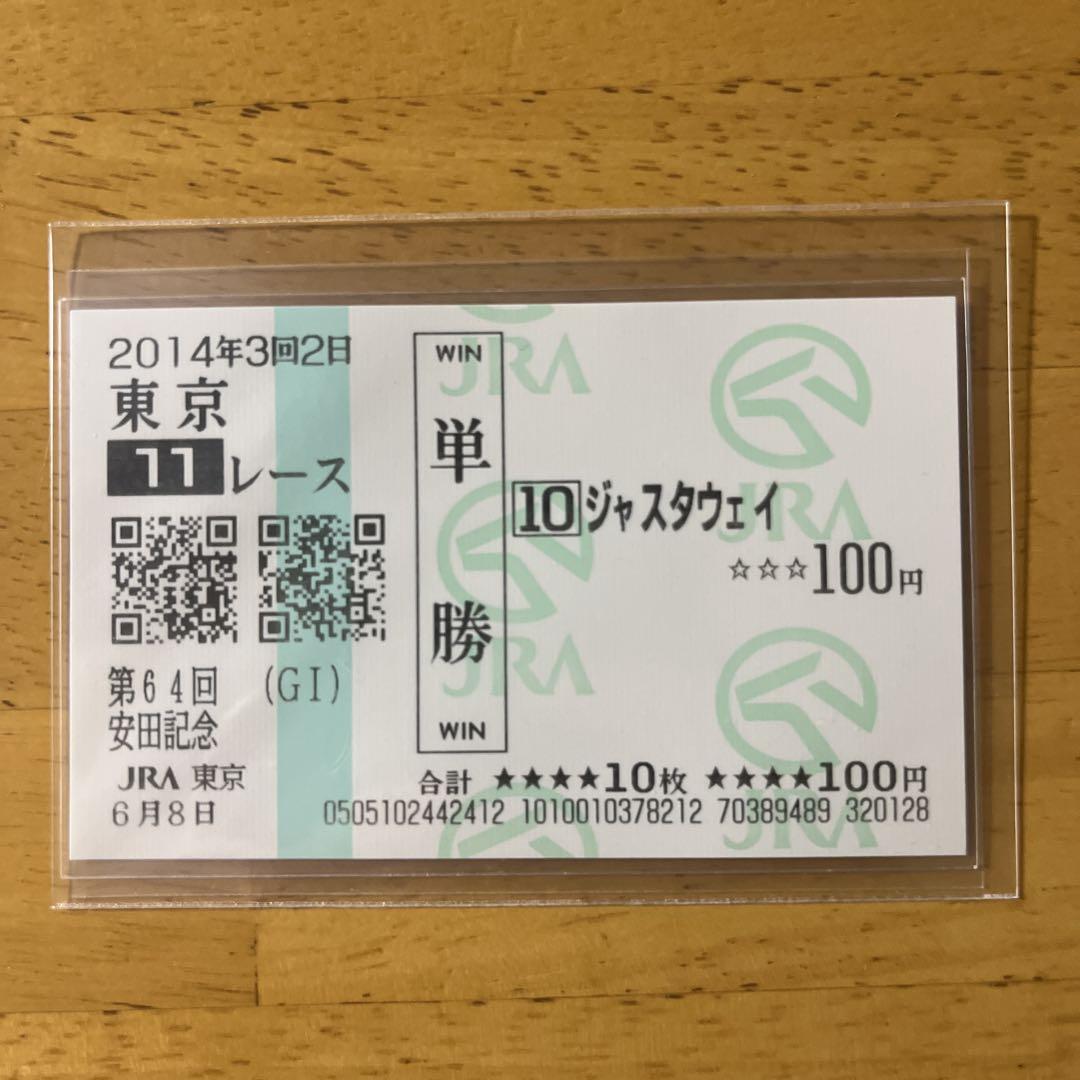 2014年3回2日
東京
11レース
第64回 (GI)
安田記念
JRA 東京
6月8日
WIN
単勝
WIN
10ジャスタウェイ
☆☆☆100円
合計 ★★★★10枚 ★★★★100円
0505102442412 1010010378212 70389489 320128
JRA
JRA
JRA
JRA